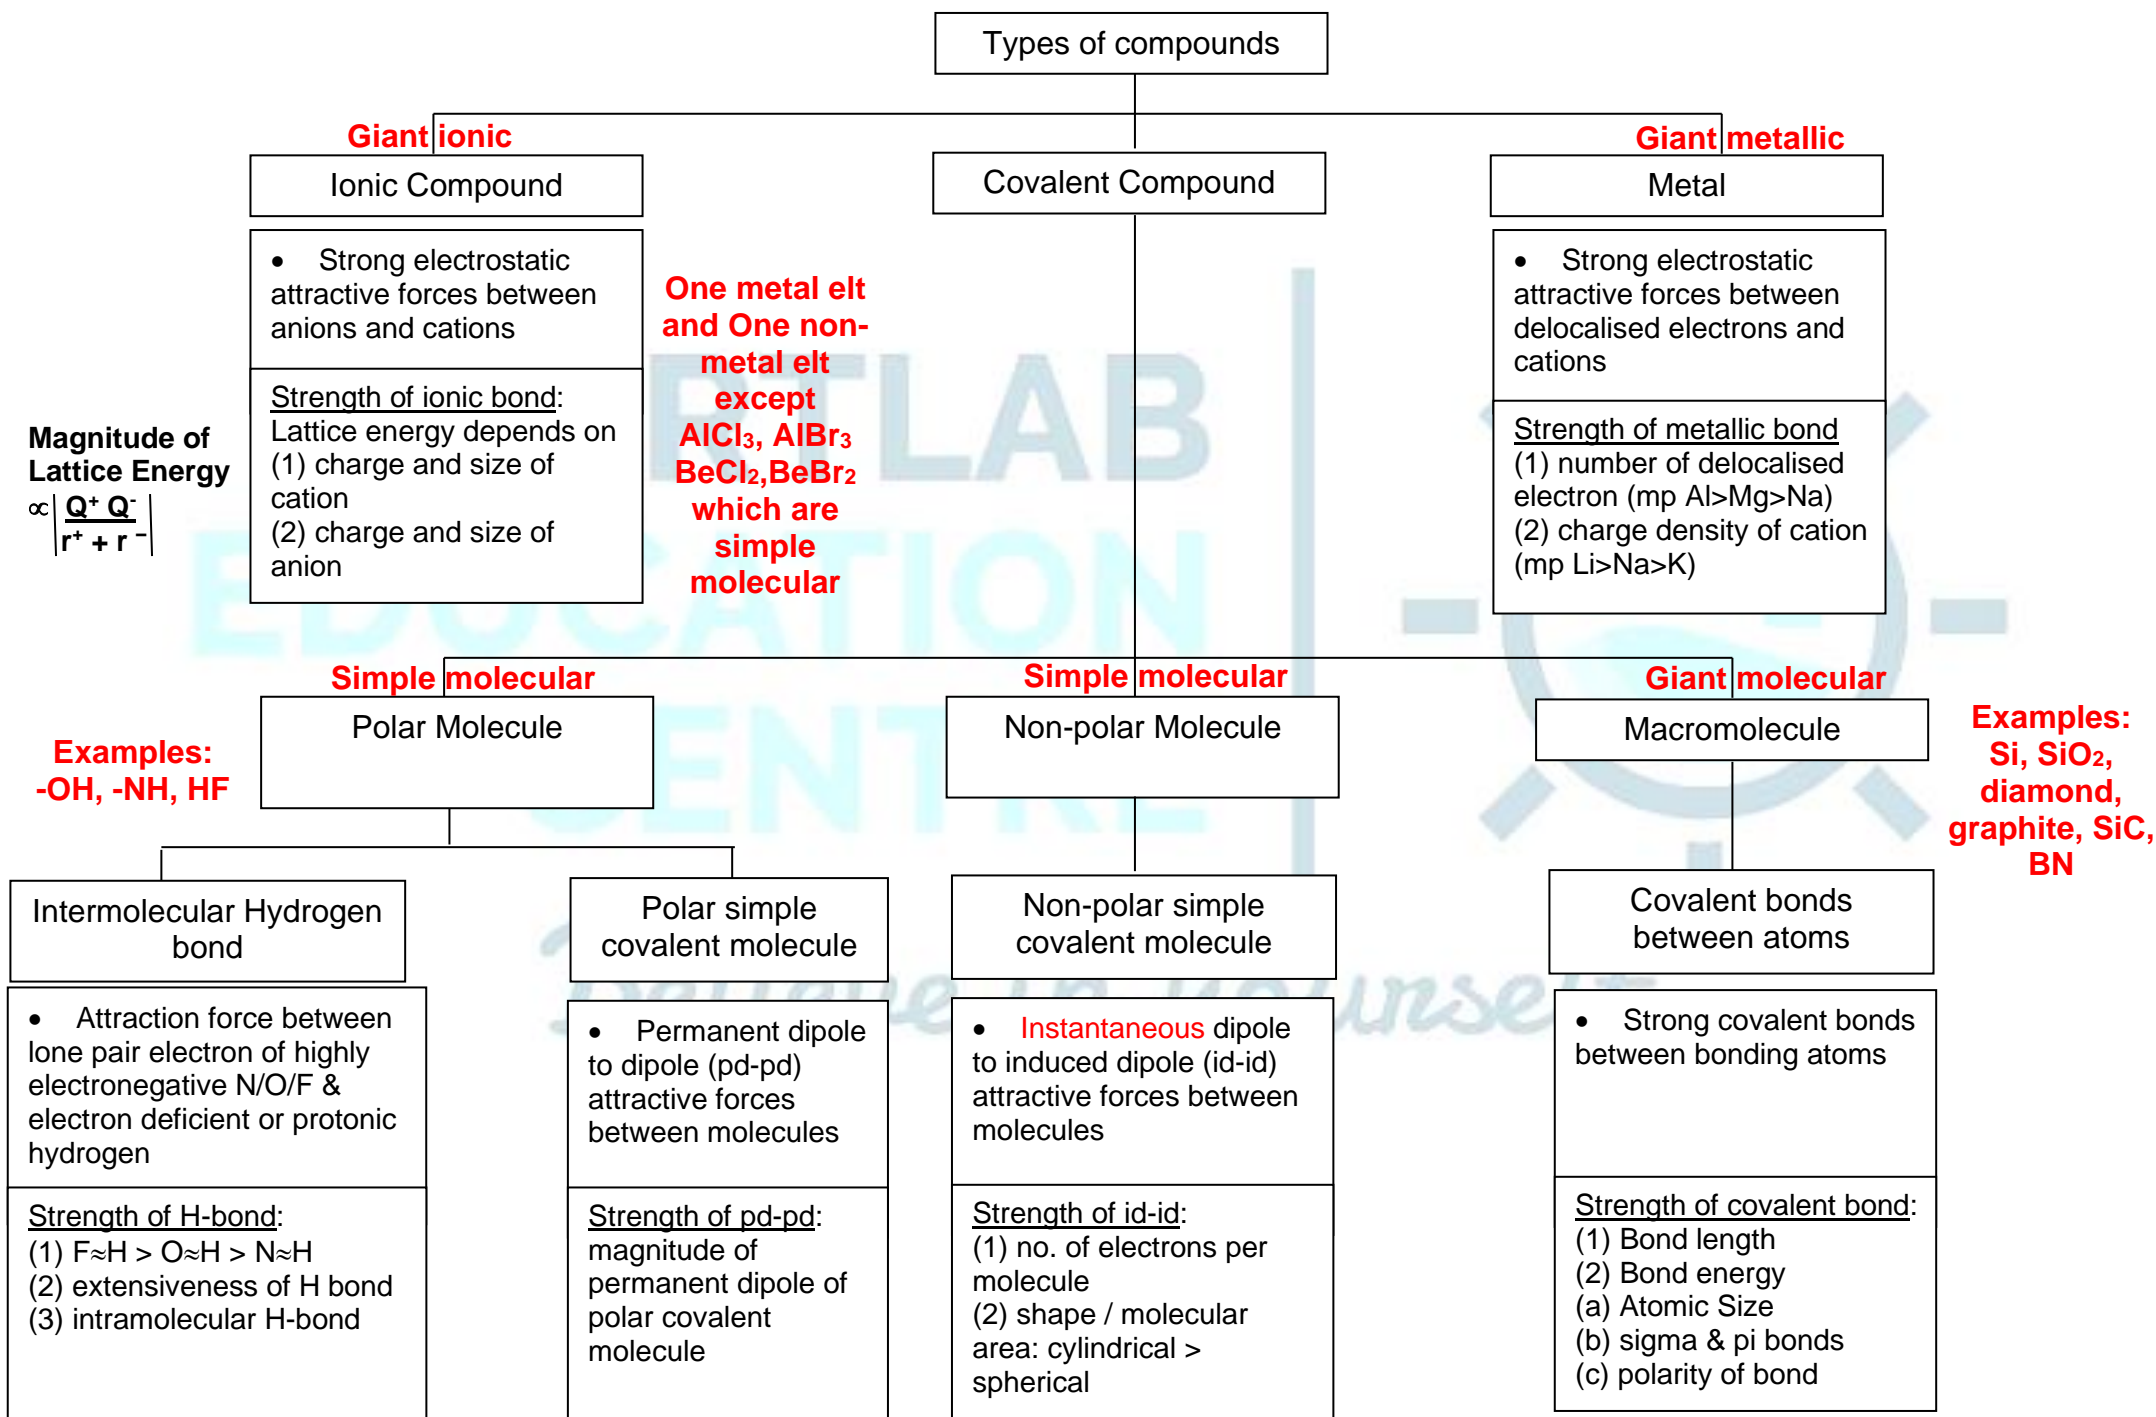 Types of compounds
Giant ionic
Giant metallic
Ionic Compound
Covalent Compound
Metal
• Strong electrostatic
attractive forces between
anions and cations
Strength of ionic bond:
Lattice energy depends on
(1) charge and size of
cation
(2) charge and size of
anion
Magnitude of
Lattice Energy
∝|Q⁺ Q⁻
r⁺ + r ⁻|
One metal elt
and One non-
metal elt
except
AlCl₃, AlBr₃
BeCl₂,BeBr₂
which are
simple
molecular
• Strong electrostatic
attractive forces between
delocalised electrons and
cations
Strength of metallic bond
(1) number of delocalised
electron (mp Al>Mg>Na)
(2) charge density of cation
(mp Li>Na>K)
RTLAB
EDUCATION
CENTRE
Believe in yourself
Simple molecular
Simple molecular
Giant molecular
Polar Molecule
Non-polar Molecule
Macromolecule
Examples:
-OH, -NH, HF
Examples:
Si, SiO₂,
diamond,
graphite, SiC,
BN
Intermolecular Hydrogen
bond
• Attraction force between
lone pair electron of highly
electronegative N/O/F &
electron deficient or protonic
hydrogen
Strength of H-bond:
(1) F≈H > O≈H > N≈H
(2) extensiveness of H bond
(3) intramolecular H-bond
Polar simple
covalent molecule
• Permanent dipole
to dipole (pd-pd)
attractive forces
between molecules
Strength of pd-pd:
magnitude of
permanent dipole of
polar covalent
molecule
Non-polar simple
covalent molecule
• Instantaneous dipole
to induced dipole (id-id)
attractive forces between
molecules
Strength of id-id:
(1) no. of electrons per
molecule
(2) shape / molecular
area: cylindrical >
spherical
Covalent bonds
between atoms
• Strong covalent bonds
between bonding atoms
Strength of covalent bond:
(1) Bond length
(2) Bond energy
(a) Atomic Size
(b) sigma & pi bonds
(c) polarity of bond